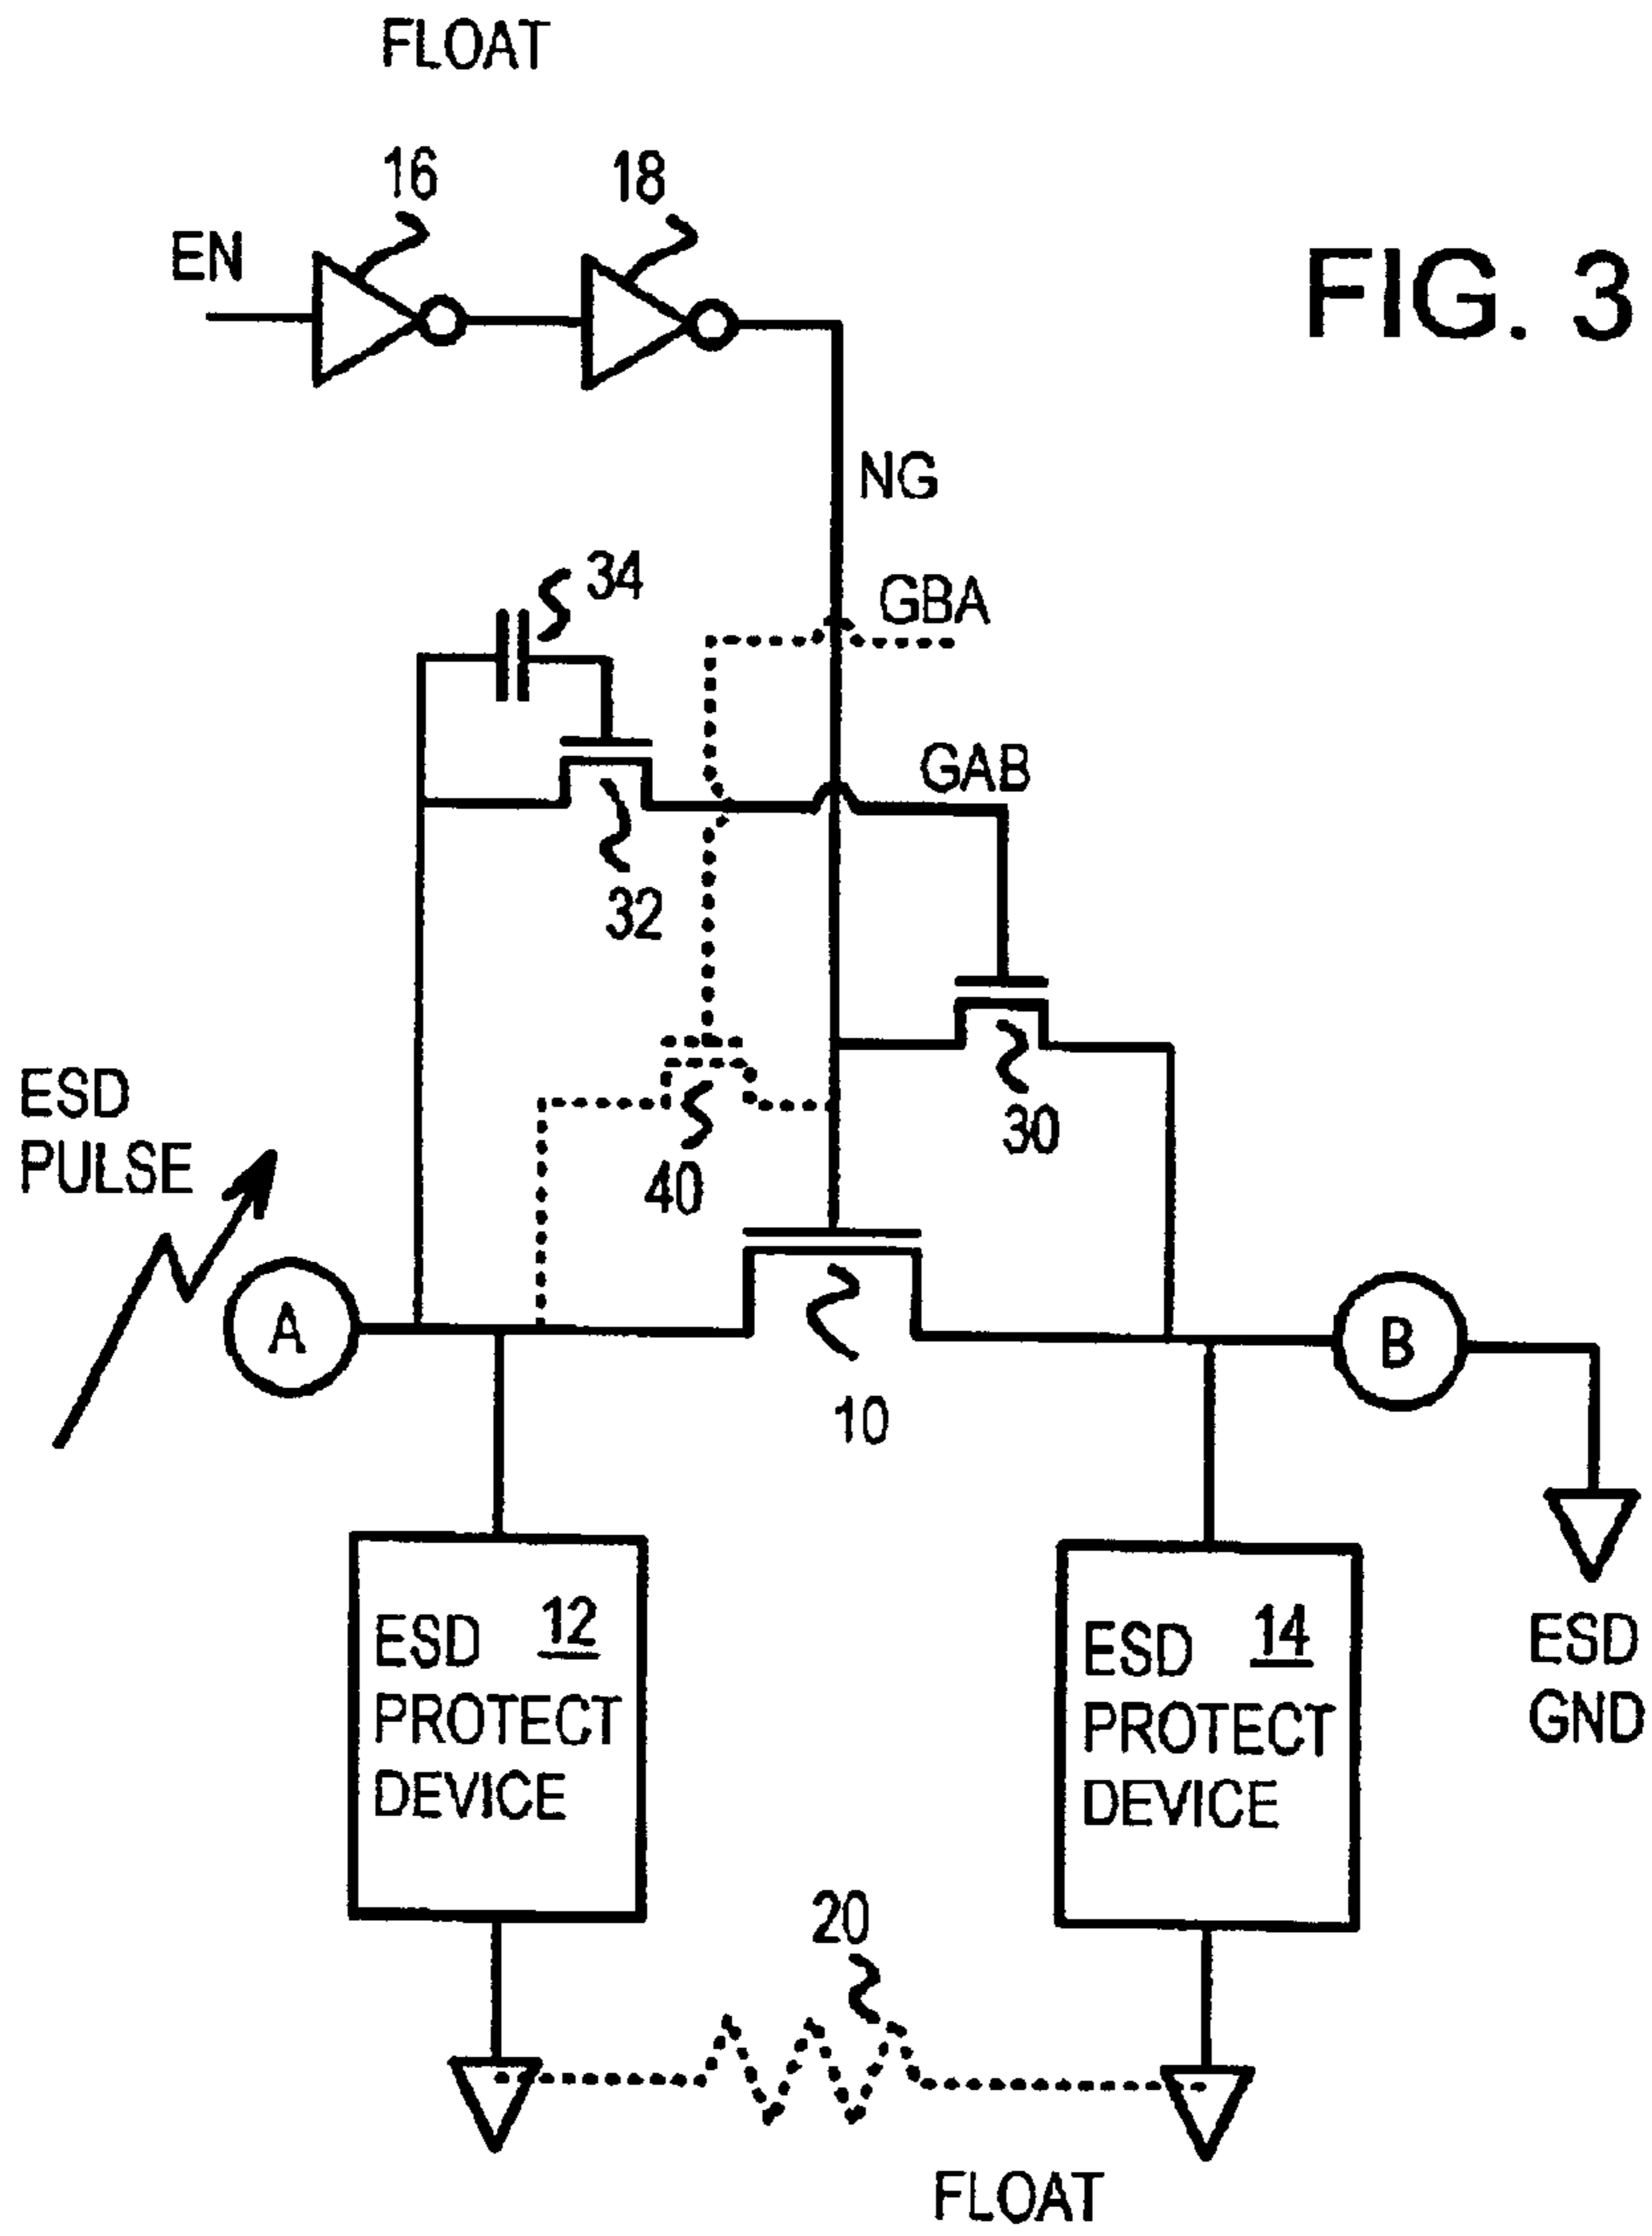 FLOAT
16
18
EN
FIG. 3
NG
34
GBA
GAB
32
ESD
PULSE
30
40
A
B
10
ESD 12
PROTECT
DEVICE
ESD 14
PROTECT
DEVICE
ESD
GND
20
FLOAT